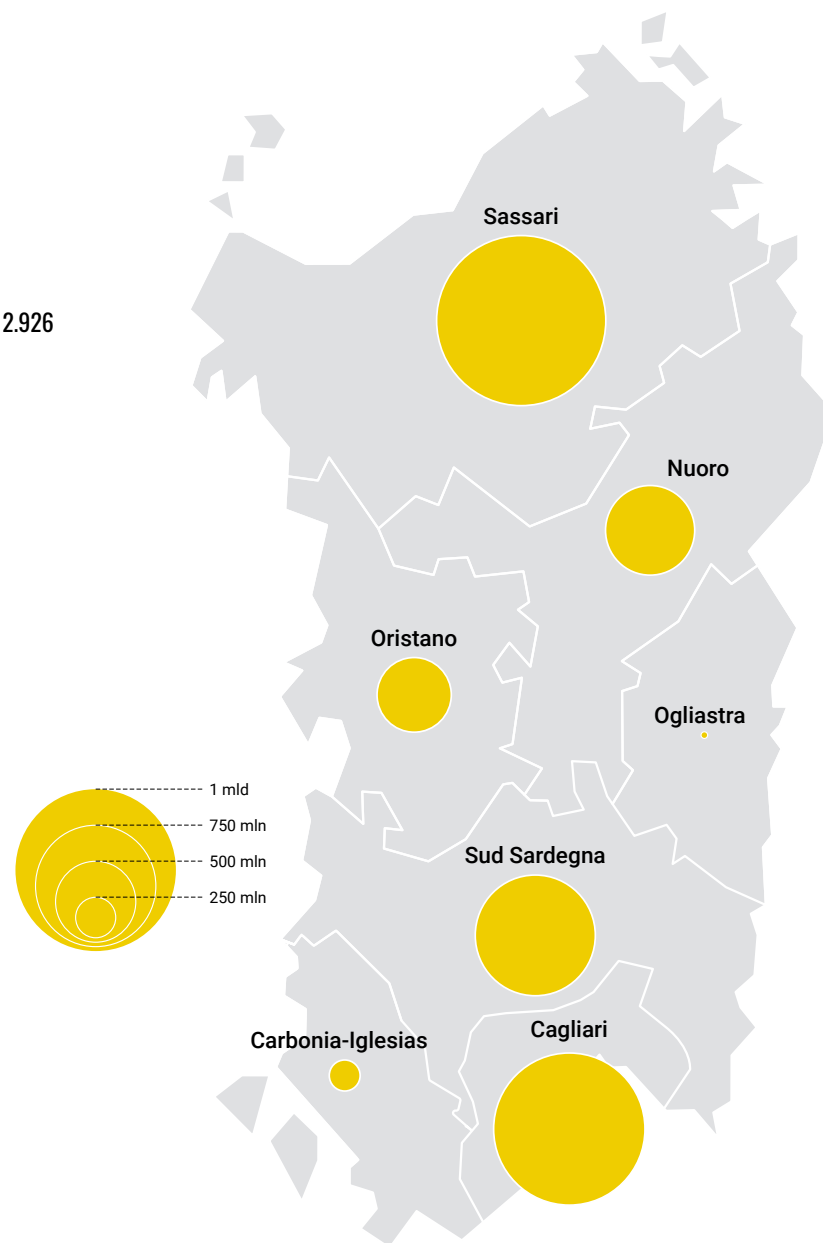 Sassari
2.926
Nuoro
Oristano
Ogliastra
1 mld
750 mln
500 mln
250 mln
Sud Sardegna
Cagliari
Carbonia-Iglesias